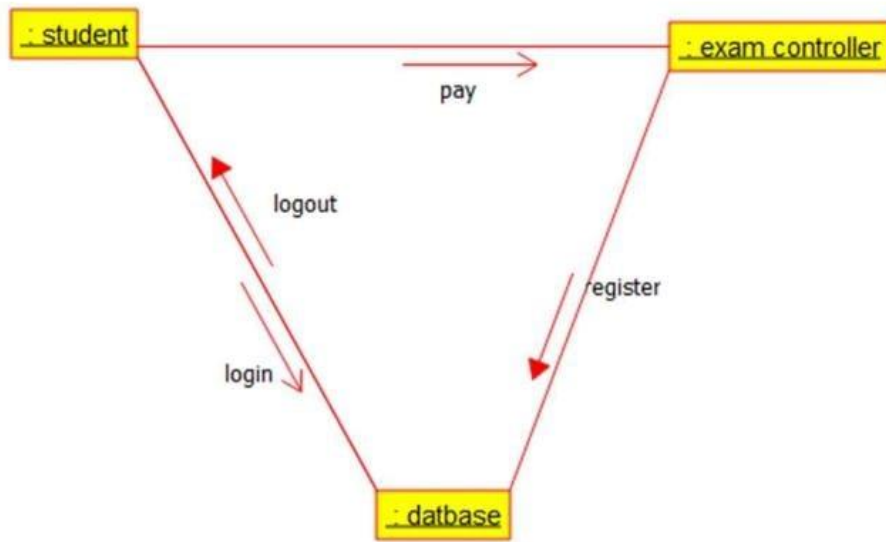 : student
: exam controller
pay
logout
register
login
: datbase